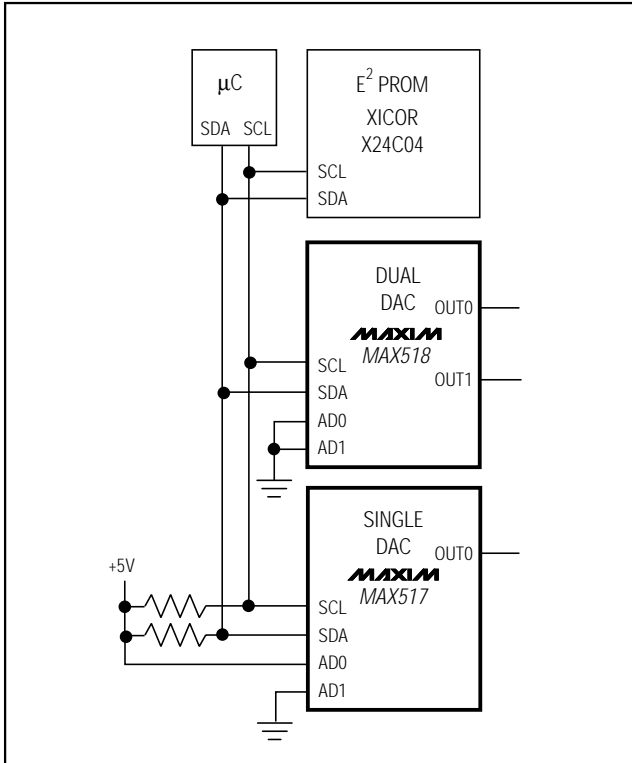 µC
SDA SCL
E² PROM
XICOR
X24C04
SCL
SDA
DUAL
DAC
OUT0
MAXIM
MAX518
SCL
OUT1
SDA
AD0
AD1
SINGLE
DAC
OUT0
MAXIM
MAX517
+5V
SCL
SDA
AD0
AD1